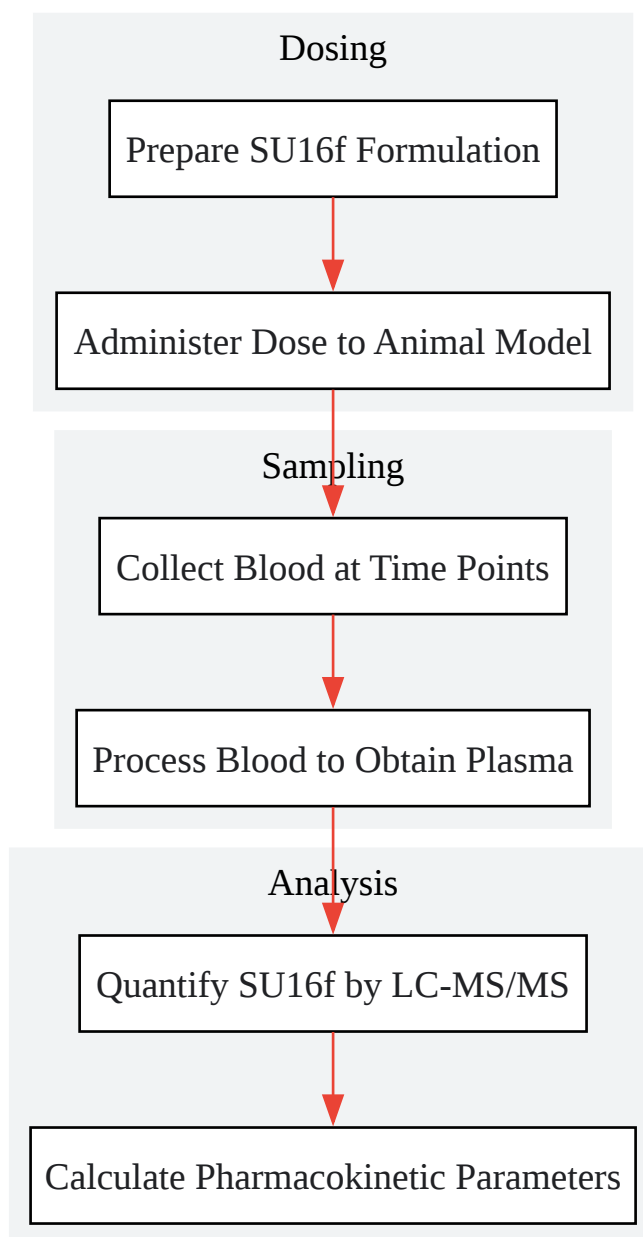 Dosing
Prepare SU16f Formulation
Administer Dose to Animal Model
Sampling
Collect Blood at Time Points
Process Blood to Obtain Plasma
Analysis
Quantify SU16f by LC-MS/MS
Calculate Pharmacokinetic Parameters